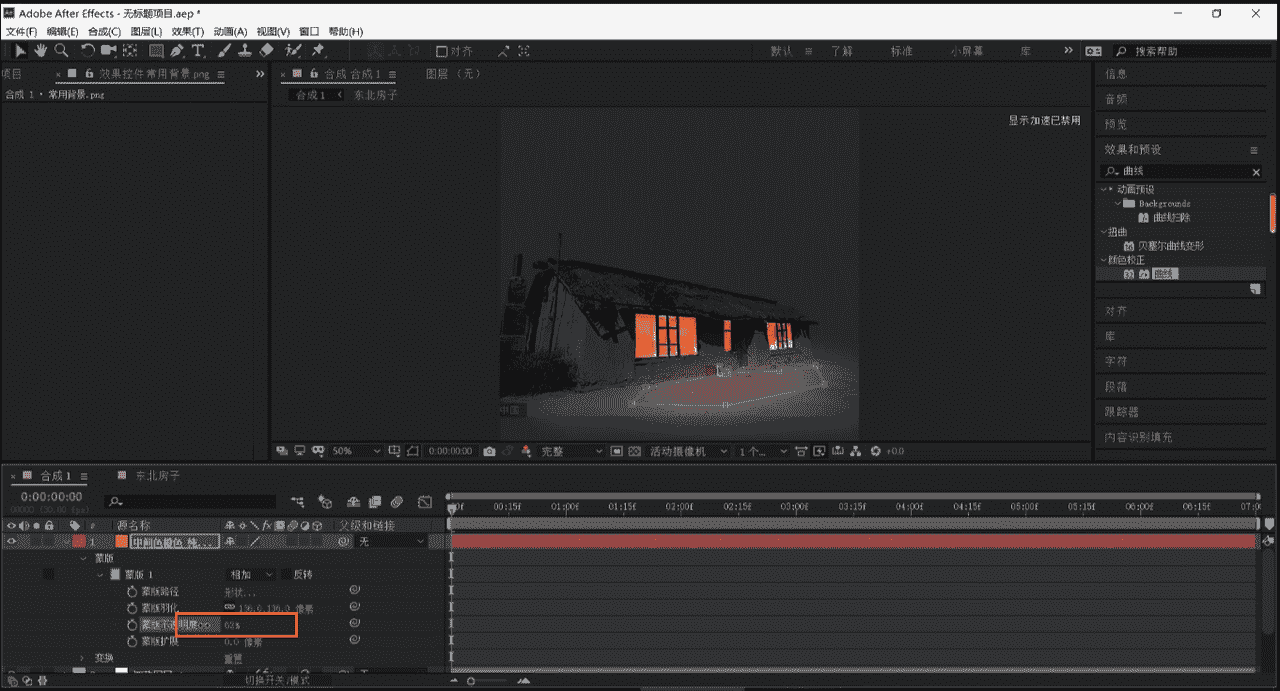 Adobe After Effects - 无标题项目.aep *
文件(F) 编辑(E) 合成(C) 图层(L) 效果(T) 动画(A) 视图(V) 窗口 帮助(H)
对齐 默认 了解 标准 小屏幕 库 搜索帮助
项目 效果控件 常用背景.png 合成 合成 1 图层 (无) 信息
合成 1 · 常用背景.png 合成 1 东北房子
音频
显示加速已禁用
预览
效果和预设
曲线
动画预设
Backgrounds
曲线扫除
扭曲
贝塞尔曲线变形
颜色校正
曲线
对齐
库
字符
段落
中国
跟踪器
内容识别填充
50% 0:00:00:00 完整 活动摄像机 1 个... +0.0
合成 1 东北房子
0:00:00:00
00000 (30.00 fps)
00f 00:15f 01:00f 01:15f 02:00f 02:15f 03:00f 03:15f 04:00f 04:15f 05:00f 05:15f 06:00f 06:15f 07:0
# 源名称 父级和链接
1 中间色橙色 纯... 无
蒙版
蒙版 1 相加 反转
蒙版路径 形状...
蒙版羽化 136.0,136.0 像素
蒙版不透明度 62%
蒙版扩展 0.0 像素
变换 重置
切换开关/模式